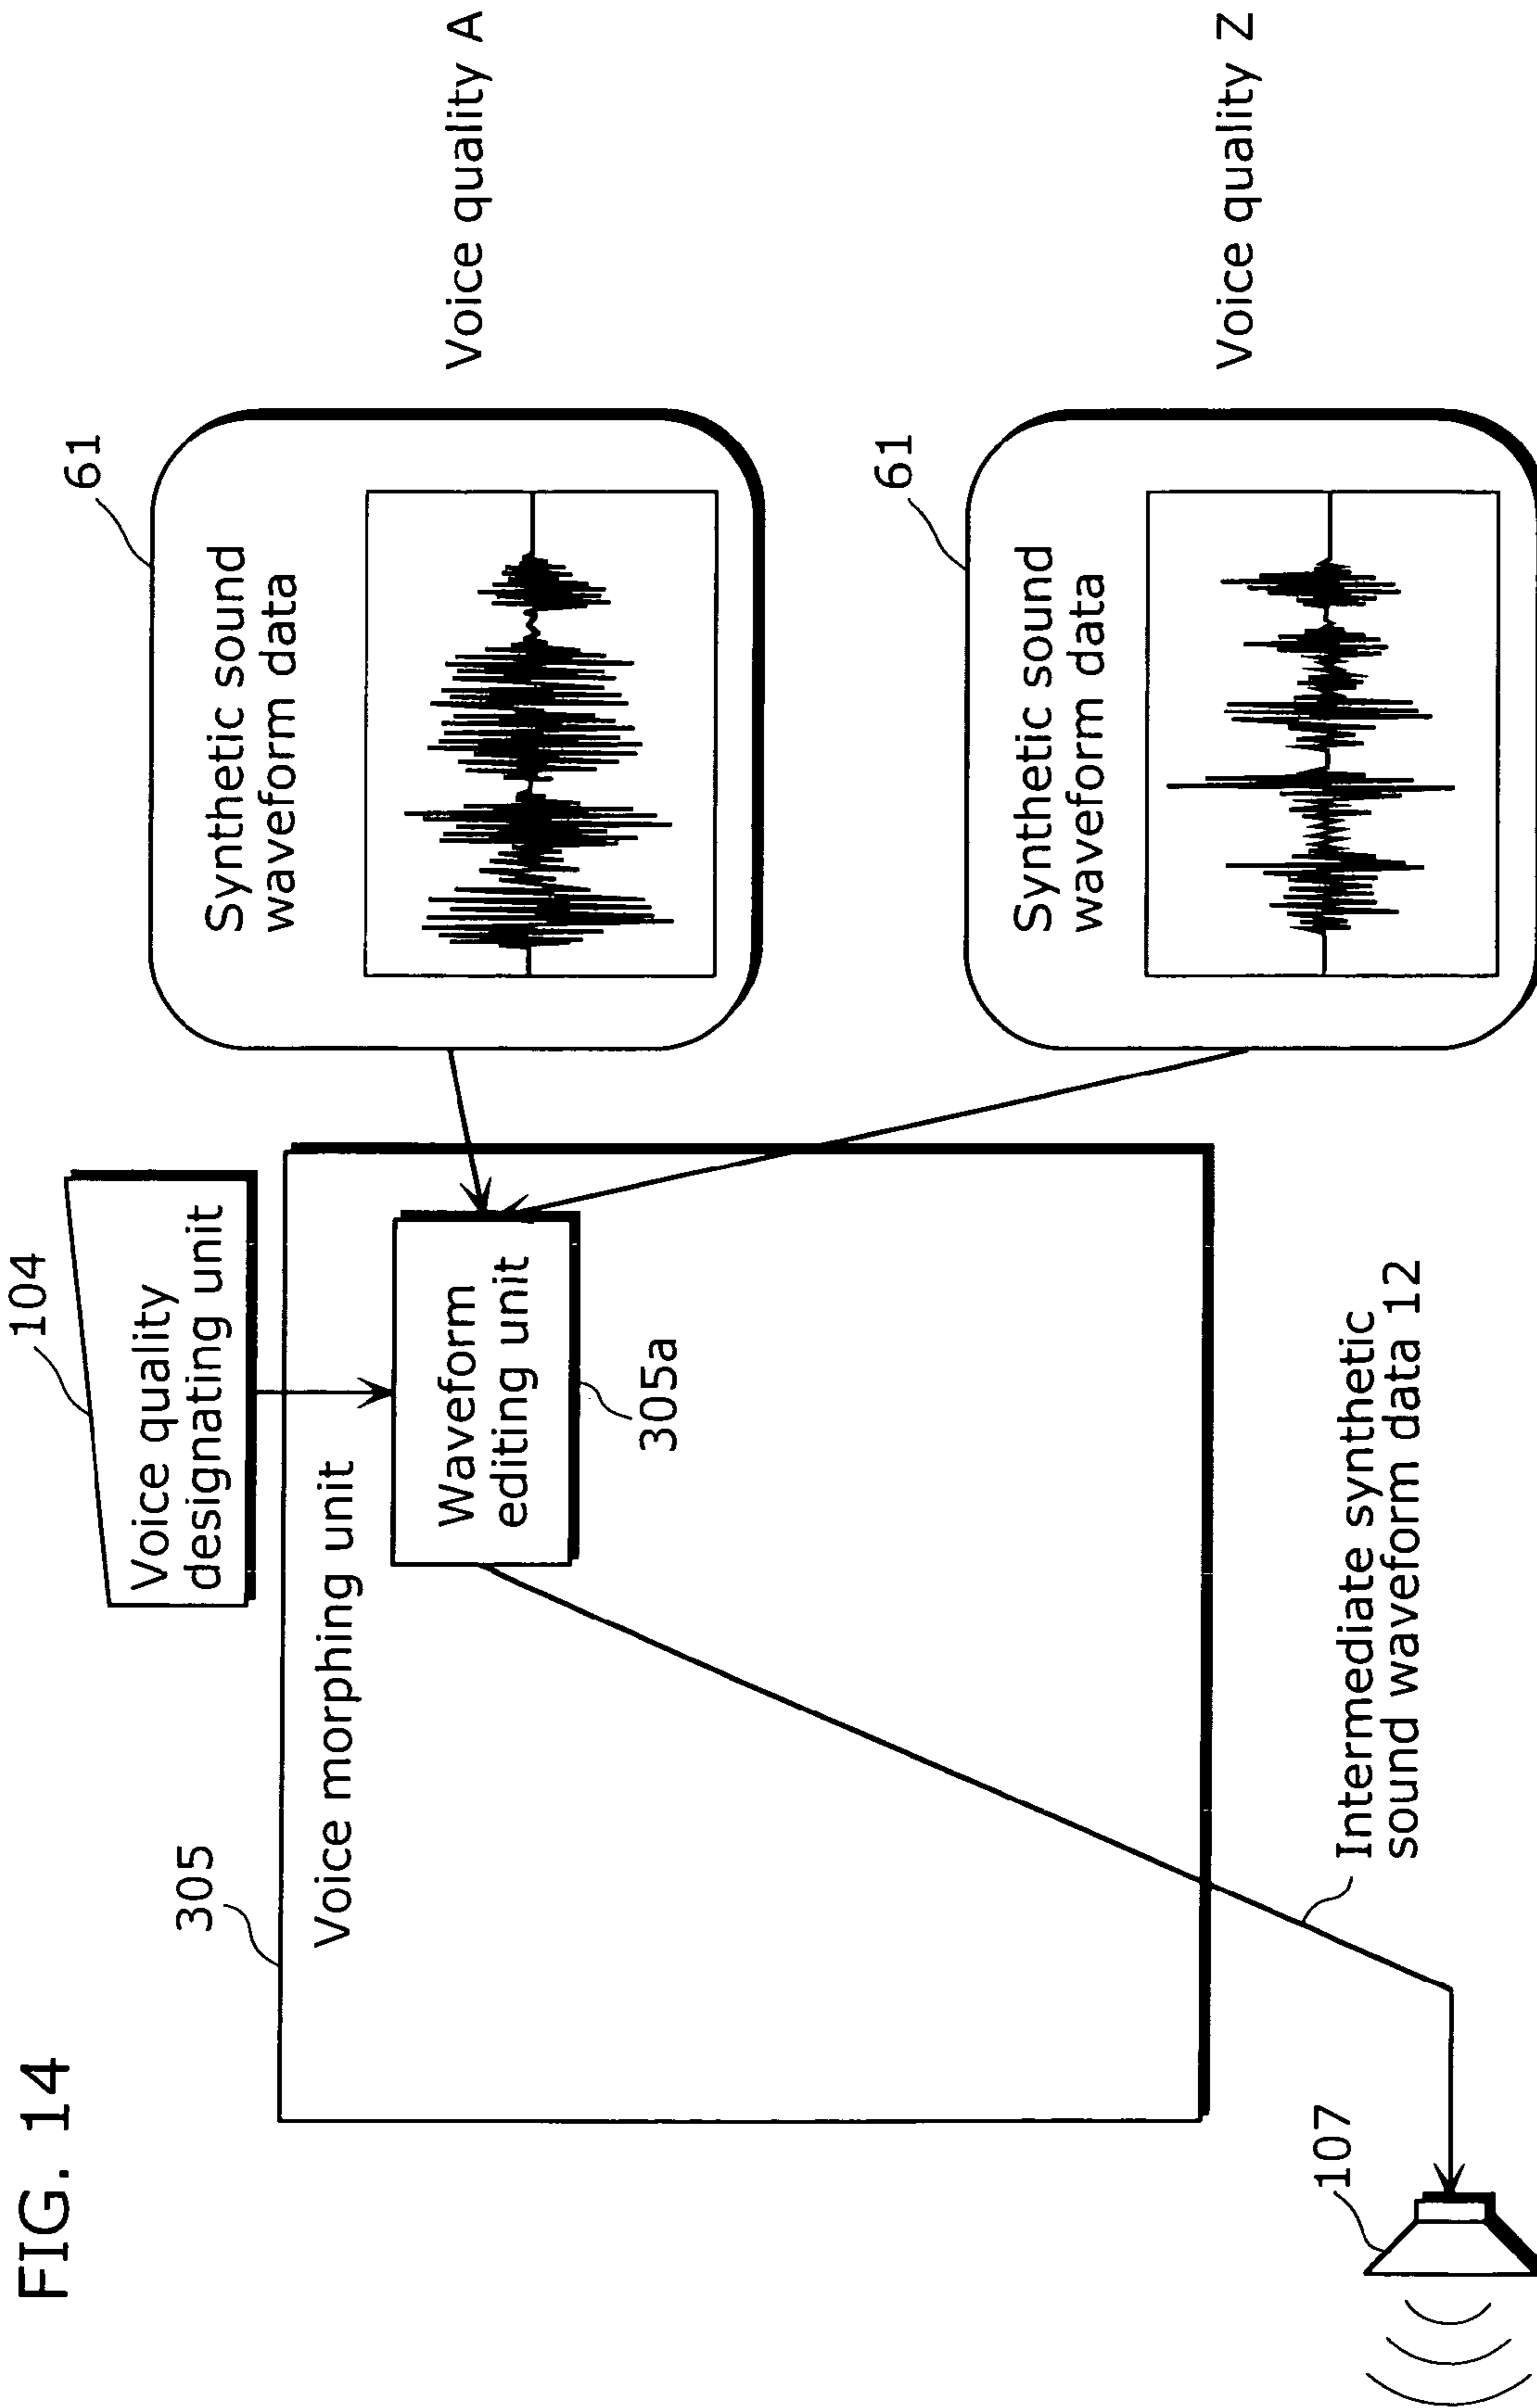 FIG. 14
104
Voice quality
designating unit
305
Voice morphing unit
Waveform
editing unit
305a
61
Synthetic sound
waveform data
Voice quality A
61
Synthetic sound
waveform data
Voice quality Z
107
Intermediate synthetic
sound waveform data 12